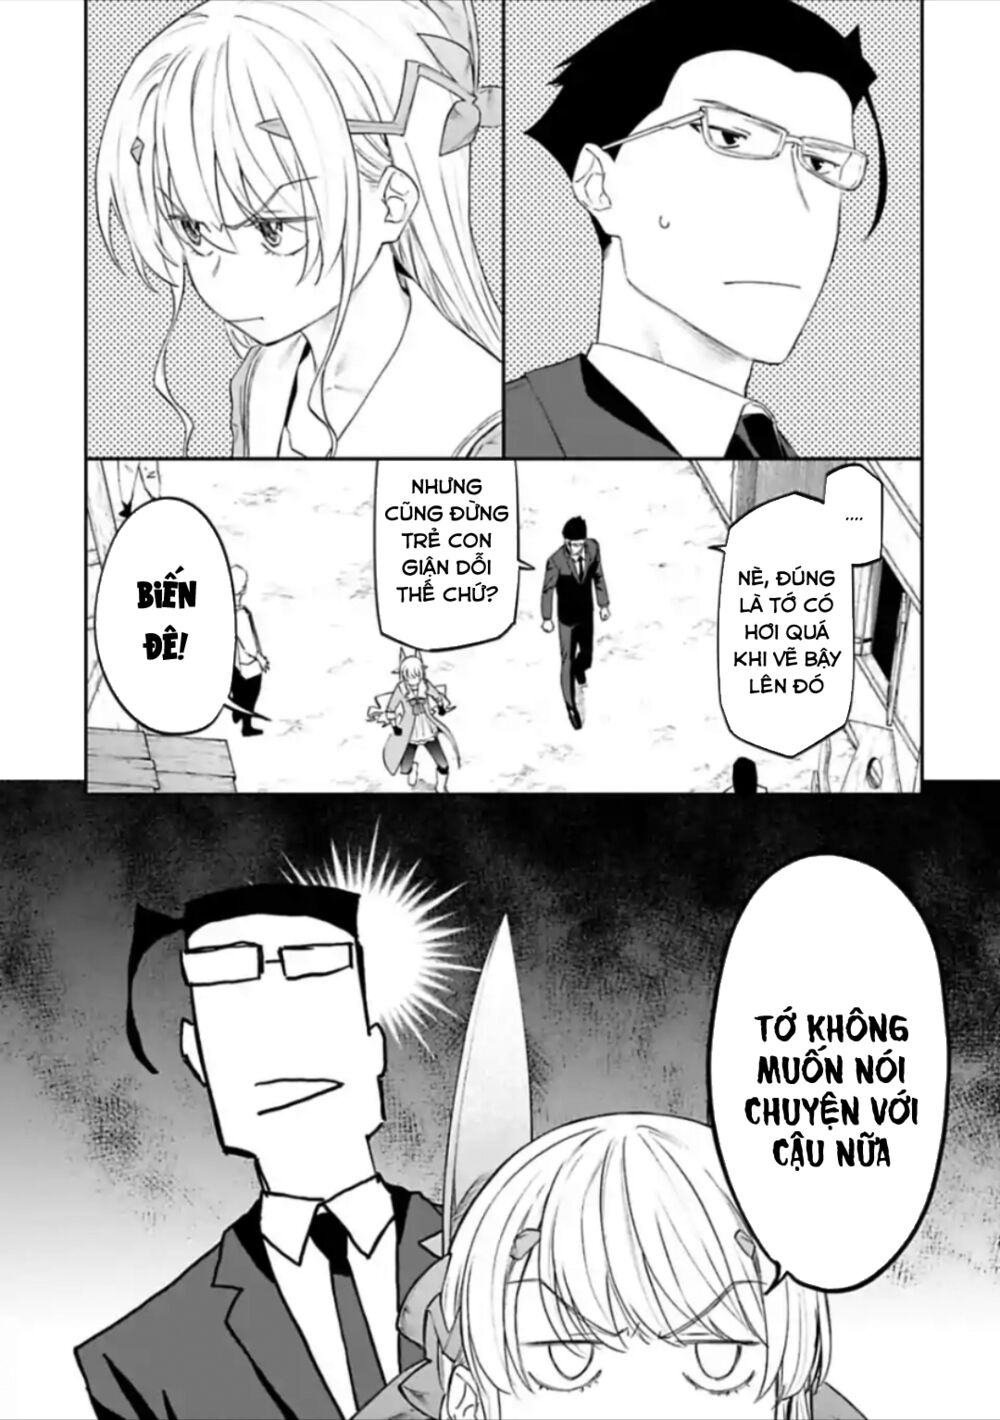 ....
NÈ, ĐÚNG
LÀ TỚ CÓ
HƠI QUÁ
KHI VẼ BẬY
LÊN ĐÓ
NHƯNG
CŨNG ĐỪNG
TRẺ CON
GIẬN DỖI
THẾ CHỨ?
BIẾN
ĐÊ!
TỚ KHÔNG
MUỐN NÓI
CHUYỆN VỚI
CẬU NỮA